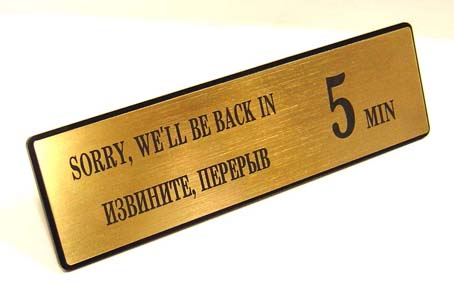 SORRY, WE'LL BE BACK IN 5 MIN
ИЗВИНИТЕ, ПЕРЕРЫВ